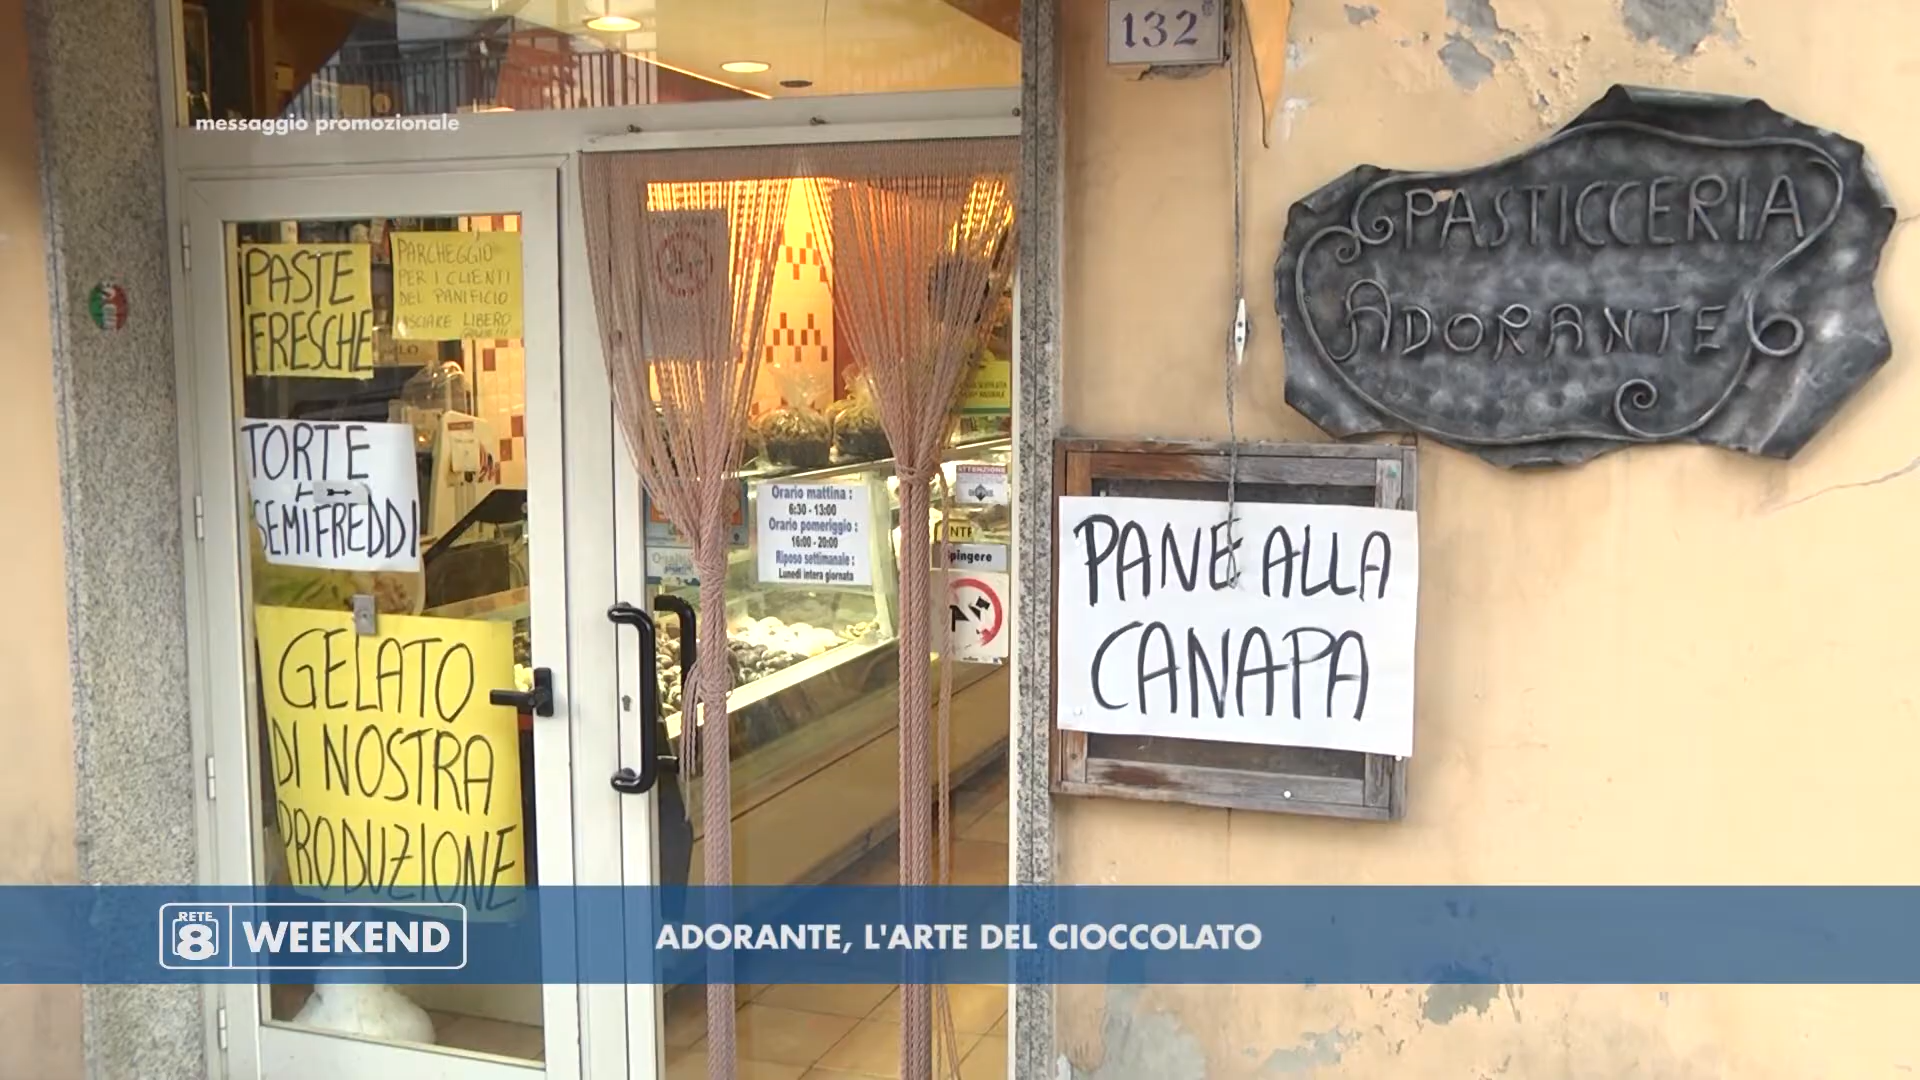 132
messaggio promozionale
PASTICCERIA
ADORANTE
PASTE
FRESCHE
PARCHEGGIO
PER I CLIENTI
DEL PANIFICIO
LASCIARE LIBERO
TORTE
SEMIFREDDI
GELATO
DI NOSTRA
PRODUZIONE
Orario mattina :
6:30 - 13:00
Orario pomeriggio :
16:00 - 20:00
Riposo settimanale :
Lunedì intera giornata
ATTENZIONE
pingere
PANE ALLA
CANAPA
RETE
8 WEEKEND
ADORANTE, L'ARTE DEL CIOCCOLATO